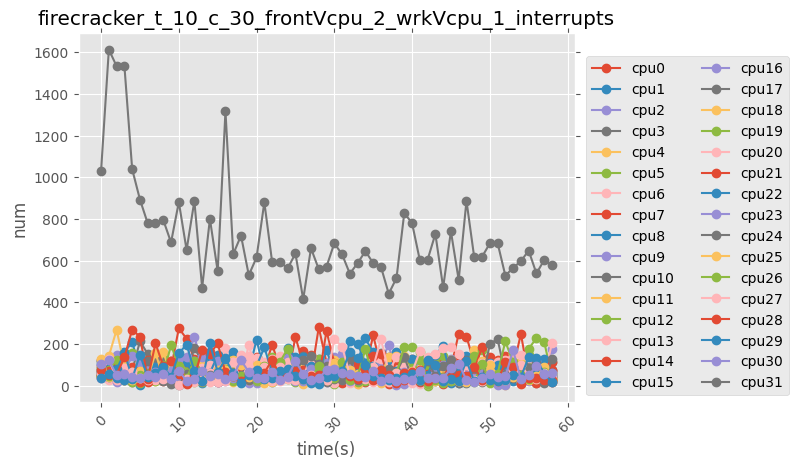 firecracker_t_10_c_30_frontVcpu_2_wrkVcpu_1_interrupts
num
1600
1400
1200
1000
800
600
400
200
0
0
10
20
30
40
50
60
time(s)
cpu0
cpu1
cpu2
cpu3
cpu4
cpu5
cpu6
cpu7
cpu8
cpu9
cpu10
cpu11
cpu12
cpu13
cpu14
cpu15
cpu16
cpu17
cpu18
cpu19
cpu20
cpu21
cpu22
cpu23
cpu24
cpu25
cpu26
cpu27
cpu28
cpu29
cpu30
cpu31